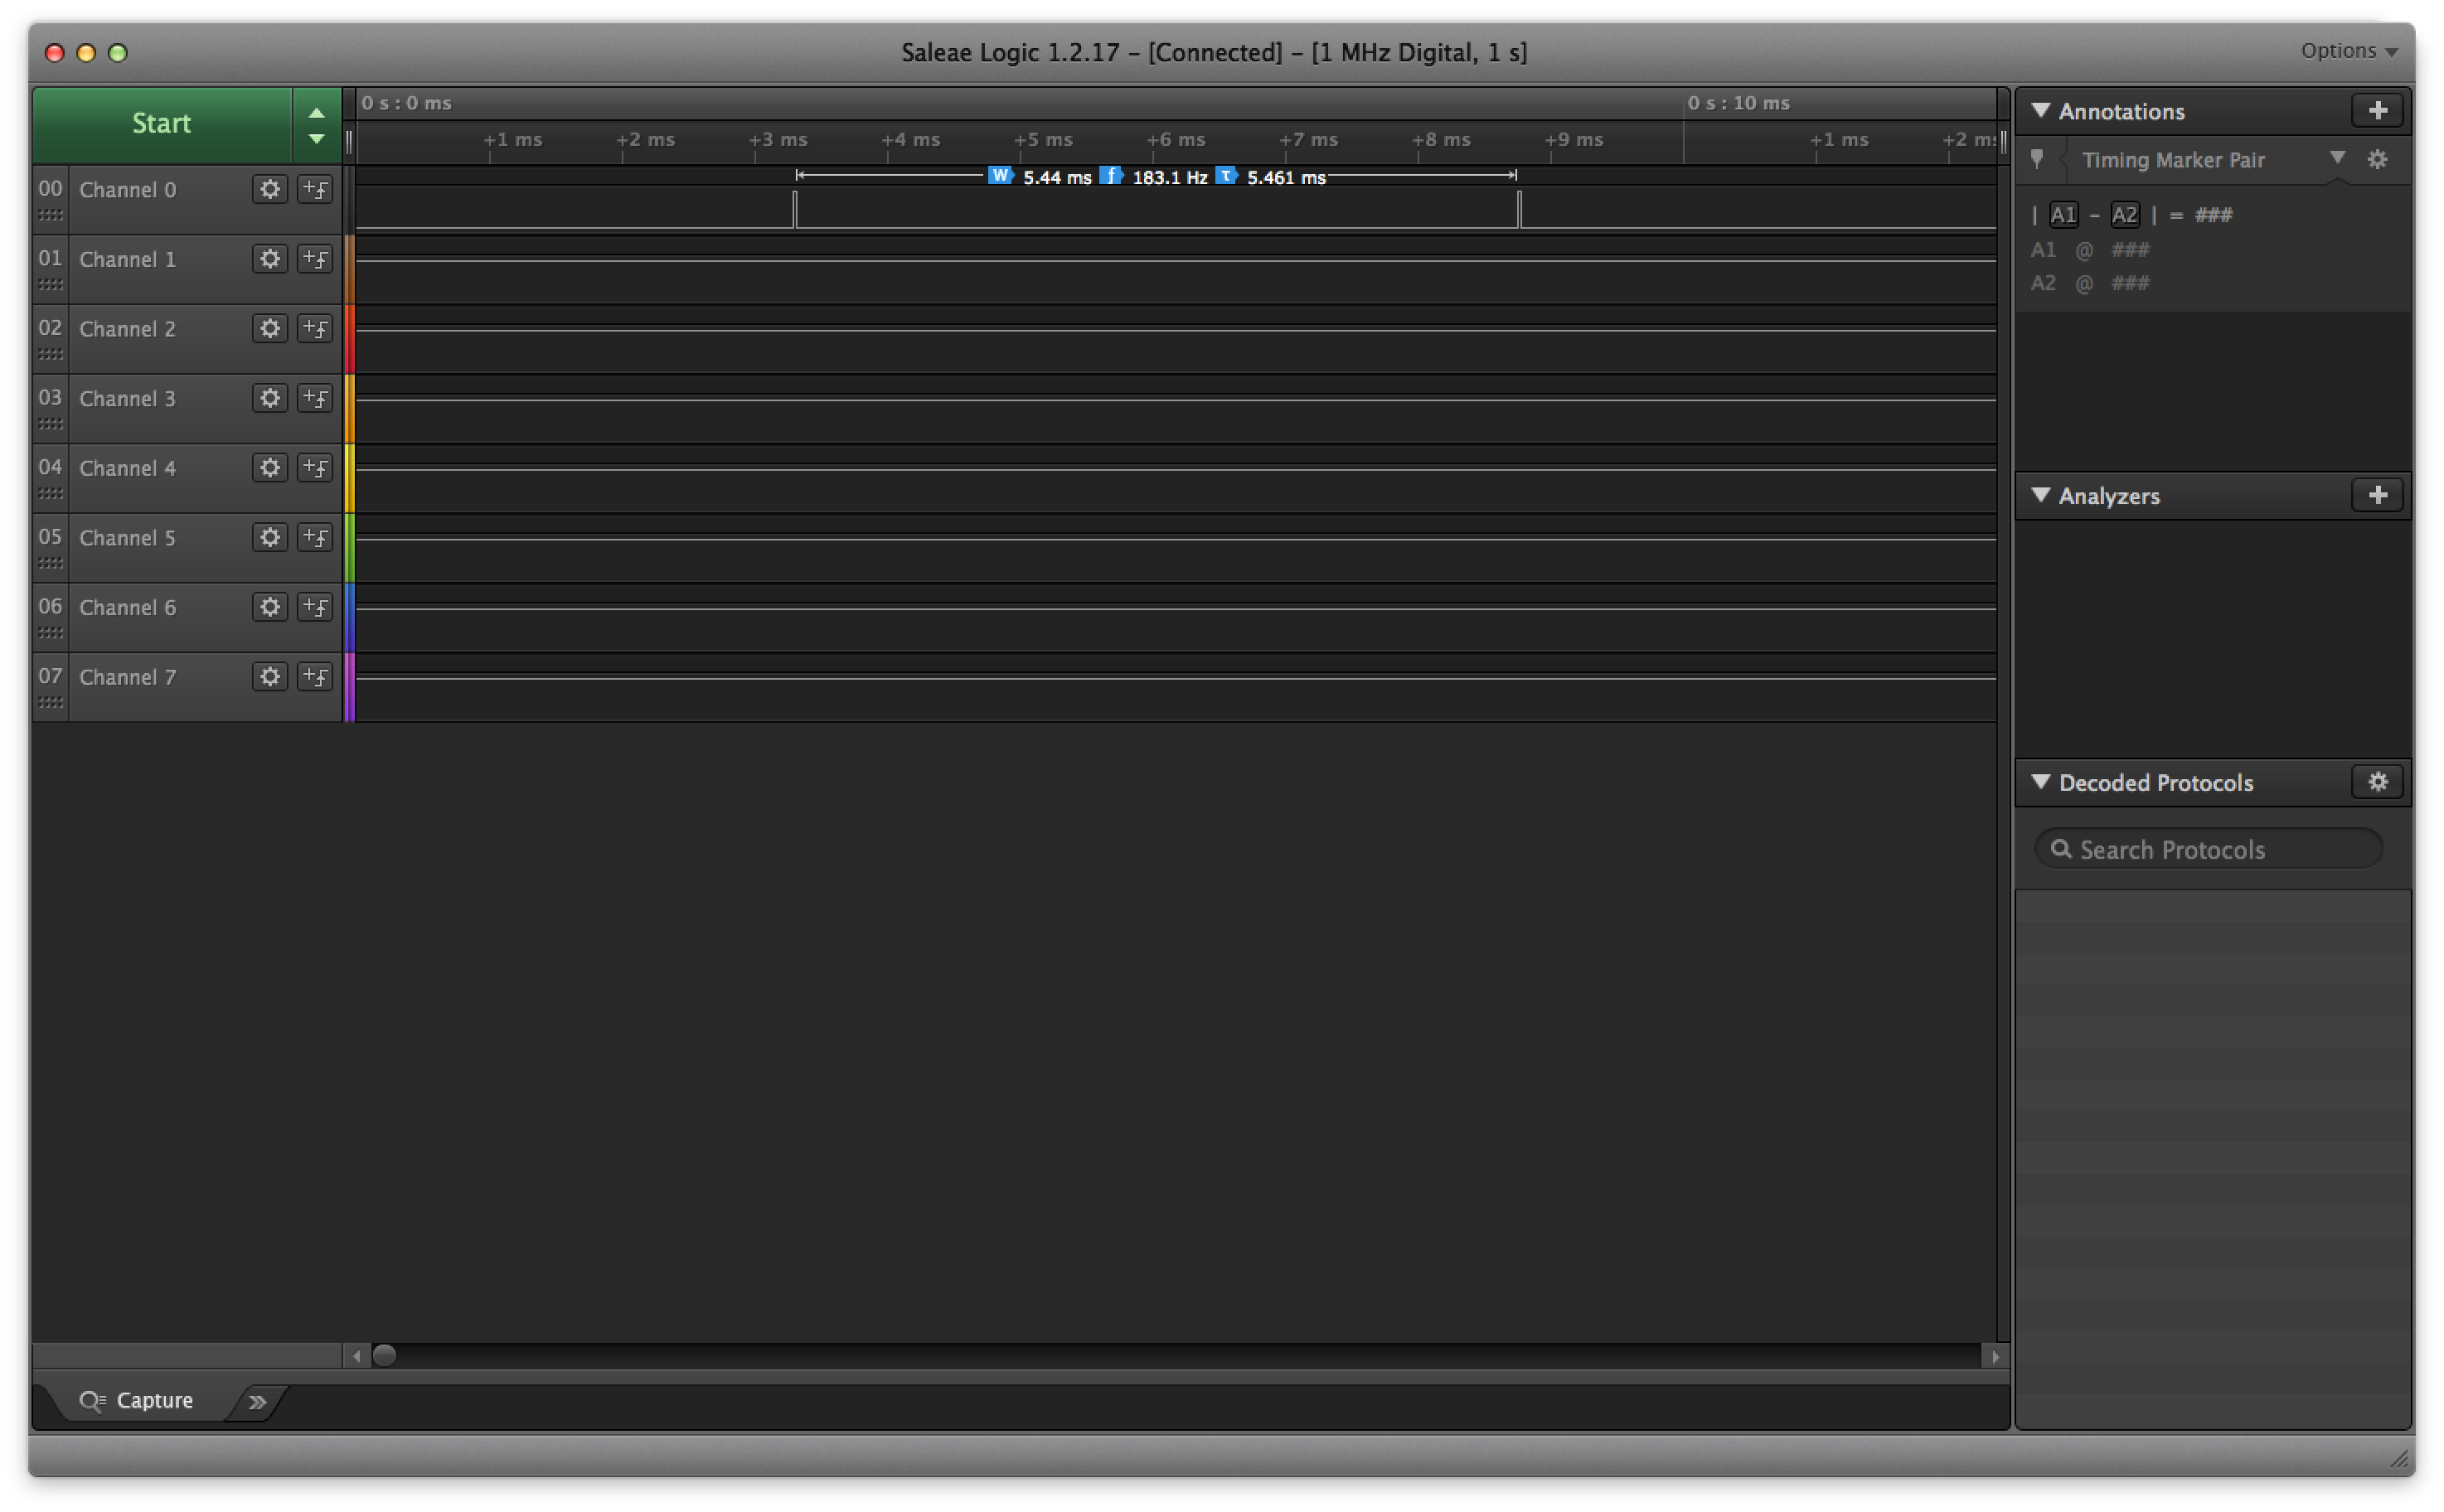 Saleae Logic 1.2.17 – [Connected] – [1 MHz Digital, 1 s]
Options
Start
0 s : 0 ms
0 s : 10 ms
+1 ms
+2 ms
+3 ms
+4 ms
+5 ms
+6 ms
+7 ms
+8 ms
+9 ms
+1 ms
+2 ms
W 5.44 ms f 183.1 Hz τ 5.461 ms
00 Channel 0
01 Channel 1
02 Channel 2
03 Channel 3
04 Channel 4
05 Channel 5
06 Channel 6
07 Channel 7
Capture
Annotations
Timing Marker Pair
| A1 – A2 | = ###
A1 @ ###
A2 @ ###
Analyzers
Decoded Protocols
Search Protocols